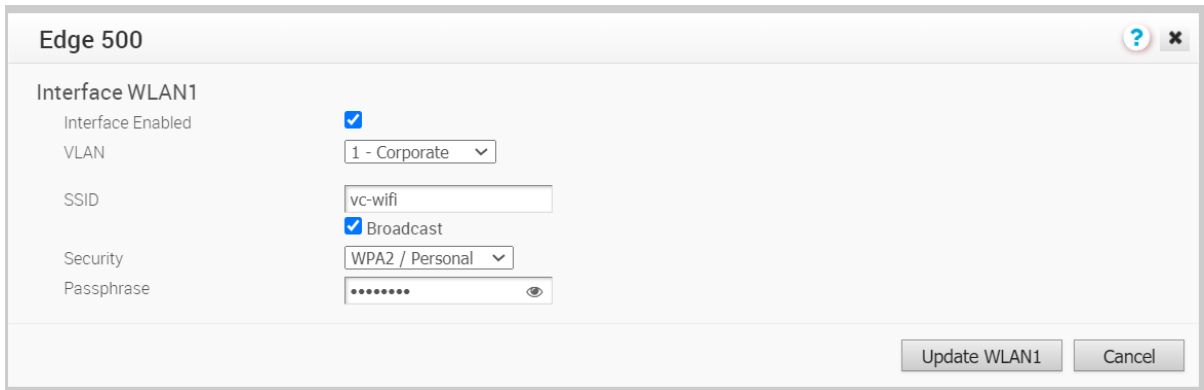 Edge 500
?
Interface WLAN1
Interface Enabled
VLAN 1 - Corporate
SSID vc-wifi
Broadcast
Security WPA2 / Personal
Passphrase ••••••••
Update WLAN1 Cancel